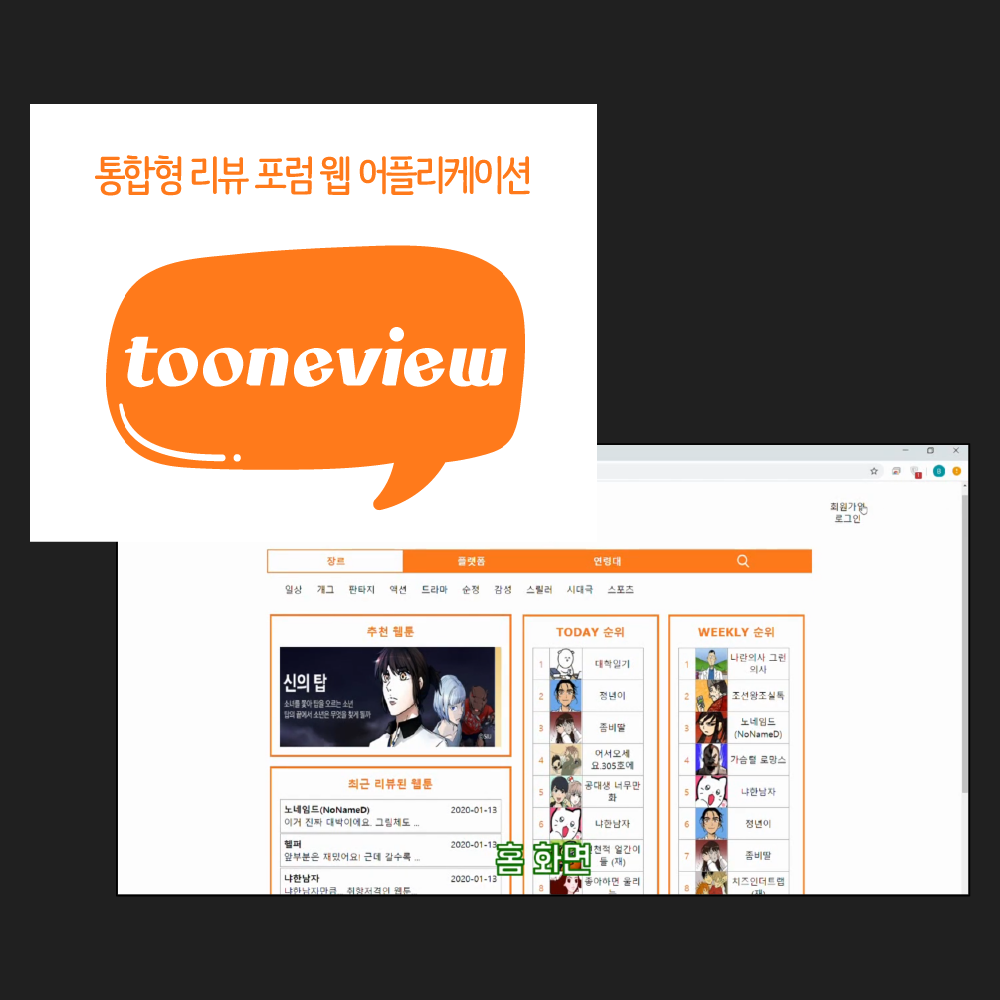 통합형 리뷰 포럼 웹 어플리케이션
tooneview
회원가입
로그인
장르
플랫폼
연령대
일상 개그 판타지 액션 드라마 순정 감성 스릴러 시대극 스포츠
추천 웹툰
신의 탑
소녀를 쫓아 탑을 오르는 소년
탑의 끝에서 소년은 무엇을 찾게 될까
최근 리뷰된 웹툰
노네임드(NoNameD) 2020-01-13
이거 진짜 대박이에요. 그림체도 ...
헬퍼 2020-01-13
앞부분은 재밌어요! 근데 갈수록 ...
냐한남자 2020-01-13
냐한남자만큼.. 취향저격인 웹툰
TODAY 순위
1 대학일기
2 정년이
3 좀비딸
4 어서오세
요.305호에
5 공대생 너무만
화
6 냐한남자
얼간이
들 (재)
8 좋아하면 울리
는
WEEKLY 순위
1 나란의사 그린
의사
2 조선왕조실톡
3 노네임드
(NoNameD)
4 가슴털 로망스
5 냐한남자
6 정년이
7 좀비딸
8 치즈인더트랩
(재)
홈 화면